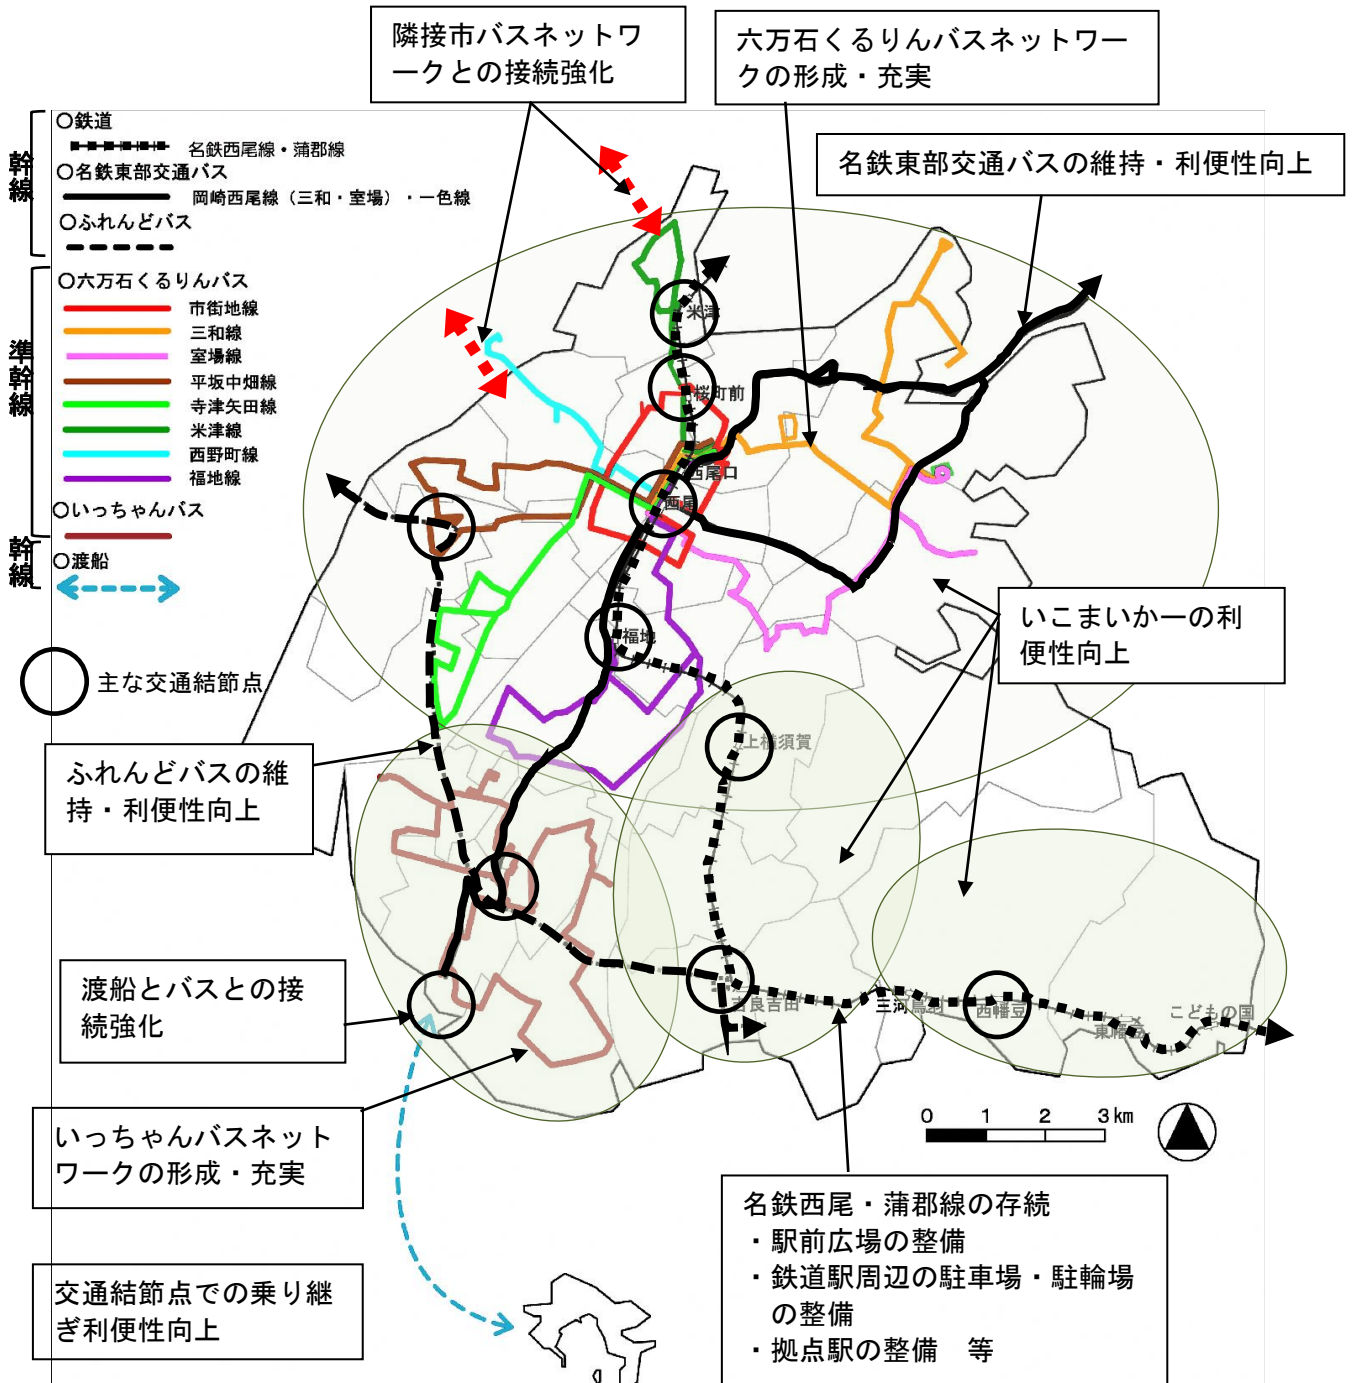 隣接市バスネットワ
ークとの接続強化
六万石くるりんバスネットワー
クの形成・充実
名鉄東部交通バスの維持・利便性向上
幹線
○鉄道
名鉄西尾線・蒲郡線
○名鉄東部交通バス
岡崎西尾線（三和・室場）・一色線
○ふれんどバス
準幹線
○六万石くるりんバス
市街地線
三和線
室場線
平坂中畑線
寺津矢田線
米津線
西野町線
福地線
○いっちゃんバス
幹線
○渡船
主な交通結節点
米津
桜町前
西尾口
西尾
福地
上横須賀
吉良吉田
三河鳥羽
西幡豆
東幡豆
こどもの国
いこまいかーの利
便性向上
ふれんどバスの維
持・利便性向上
渡船とバスとの接
続強化
いっちゃんバスネット
ワークの形成・充実
交通結節点での乗り継
ぎ利便性向上
0 1 2 3 km
名鉄西尾・蒲郡線の存続
・駅前広場の整備
・鉄道駅周辺の駐車場・駐輪場
の整備
・拠点駅の整備　等